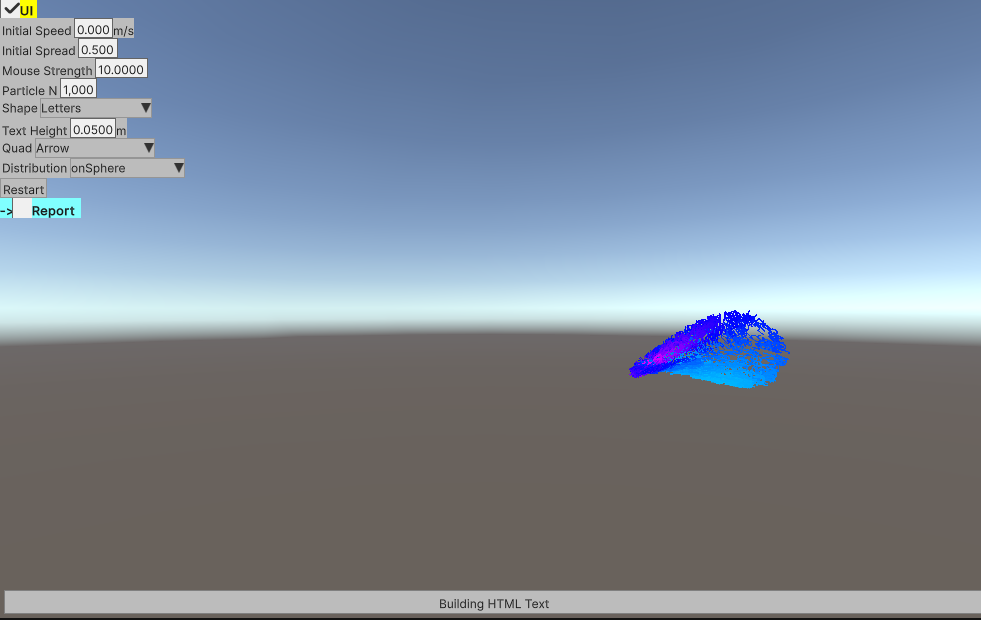 UI
Initial Speed 0.000 m/s
Initial Spread 0.500
Mouse Strength 10.0000
Particle N 1,000
Shape Letters
Text Height 0.0500 m
Quad Arrow
Distribution onSphere
Restart
-> Report
Building HTML Text